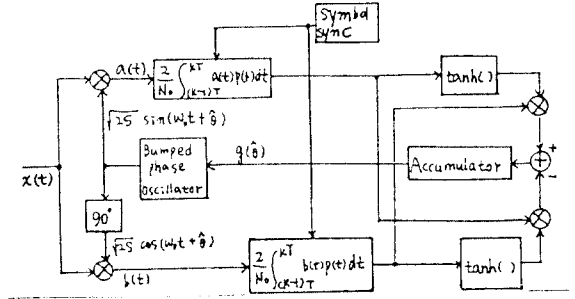 Symbol
sync
a(t)
2/N₀ ∫_{(K-1)T}^{KT} a(t)p(t)dt
tanh( )
√2S sin(ω₀t+θ̂)
x(t)
Bumped
phase
Oscillator
g(θ̂)
Accumulator
+
+
-
90°
√2S cos(ω₀t+θ̂)
b(t)
2/N₀ ∫_{(K-1)T}^{KT} b(t)p(t)dt
tanh( )